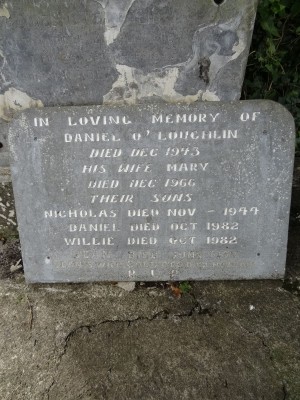 IN LOVING MEMORY OF
DANIEL O'LOUGHLIN
DIED DEC 1943
HIS WIFE MARY
DIED DEC 1966
THEIR SONS
NICHOLAS DIED NOV - 1944
DANIEL DIED OCT 1982
WILLIE DIED OCT 1982
R.I.P.